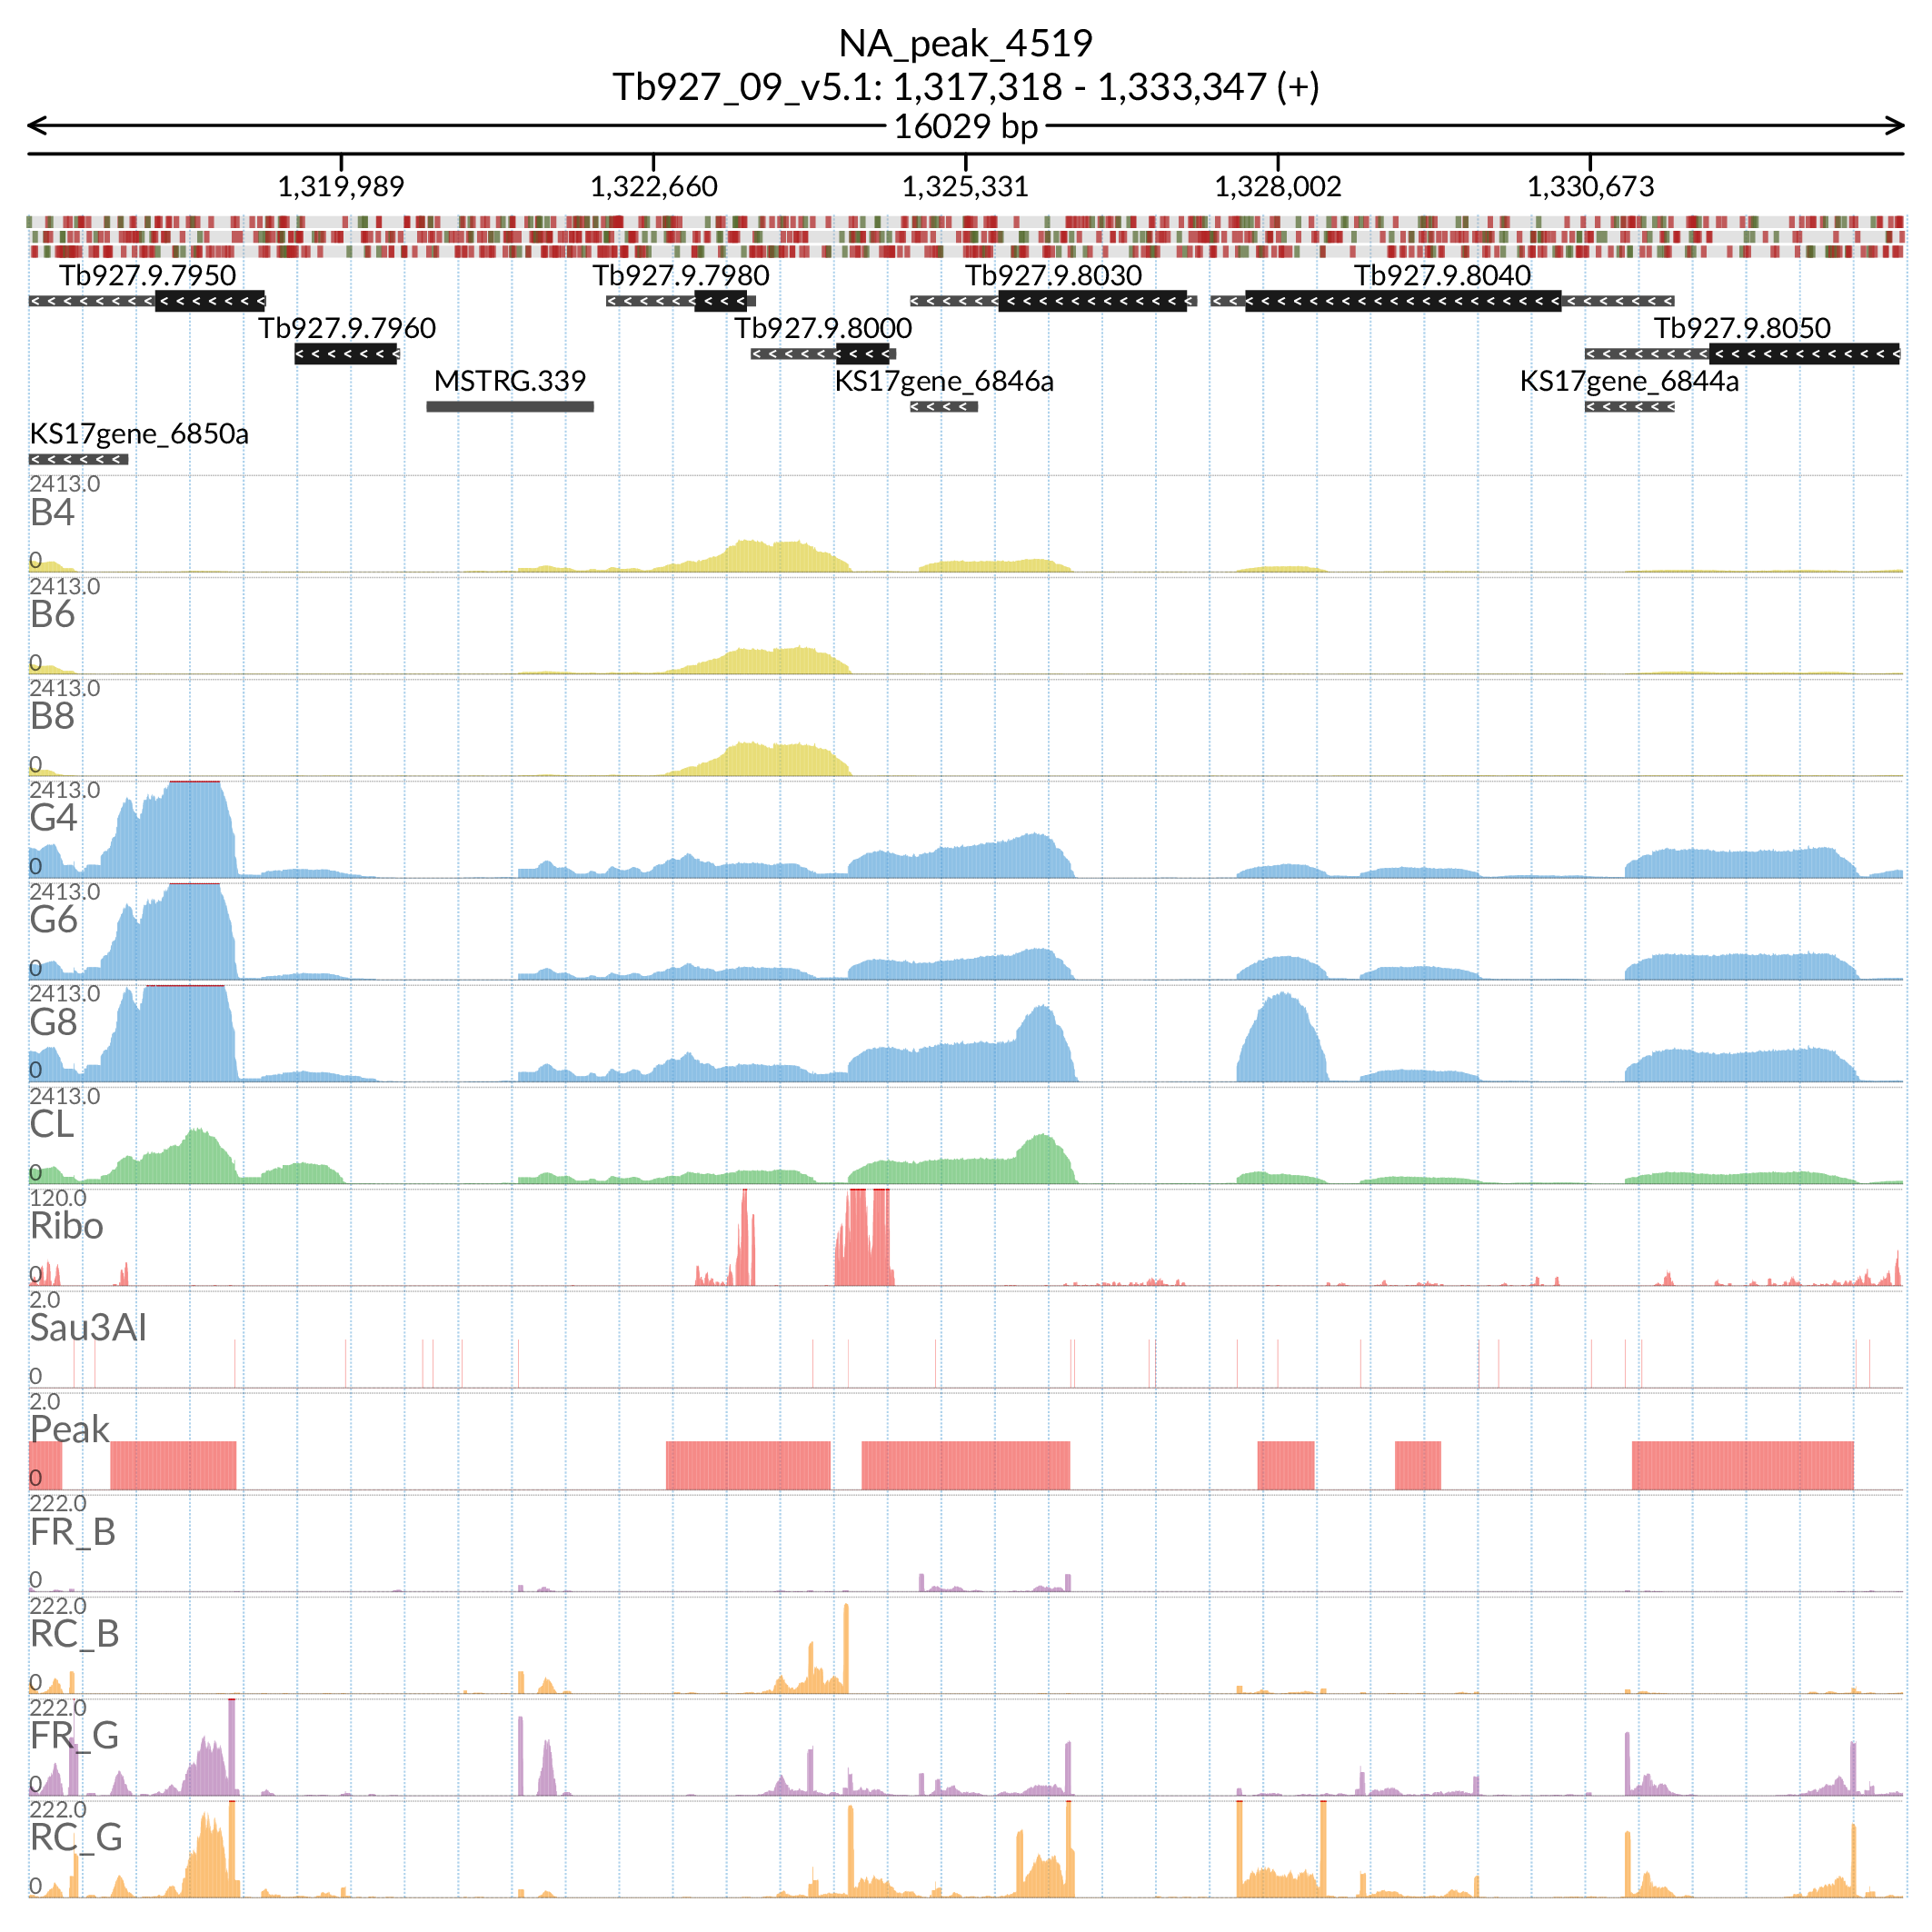 NA_peak_4519
Tb927_09_v5.1: 1,317,318 - 1,333,347 (+)
16029 bp
1,319,989 1,322,660 1,325,331 1,328,002 1,330,673
Tb927.9.7950 Tb927.9.7980 Tb927.9.8030 Tb927.9.8040
Tb927.9.7960 Tb927.9.8000 Tb927.9.8050
MSTRG.339 KS17gene_6846a KS17gene_6844a
KS17gene_6850a
2413.0
B4
0
2413.0
B6
0
2413.0
B8
0
2413.0
G4
0
2413.0
G6
0
2413.0
G8
0
2413.0
CL
0
120.0
Ribo
0
2.0
Sau3AI
0
2.0
Peak
0
222.0
FR_B
0
222.0
RC_B
0
222.0
FR_G
0
222.0
RC_G
0